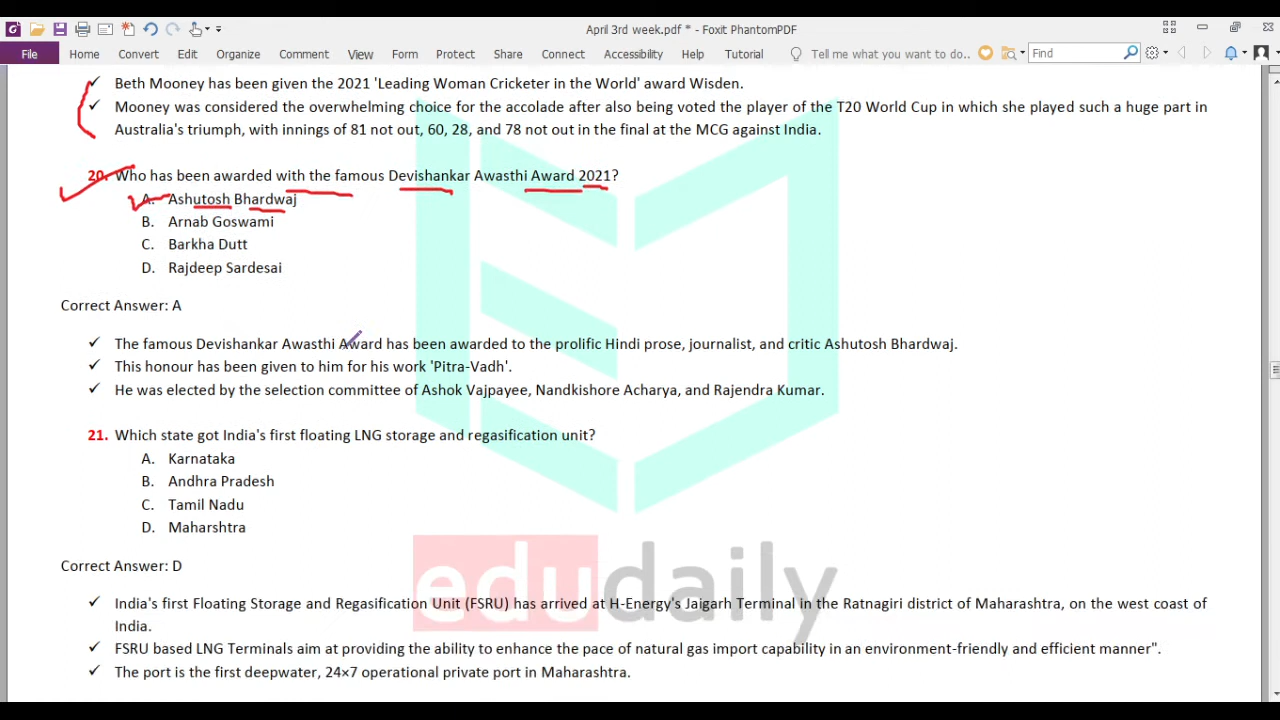 April 3rd week.pdf * - Foxit PhantomPDF
File Home Convert Edit Organize Comment View Form Protect Share Connect Accessibility Help Tutorial Tell me what you want to do.. Find
✓ Beth Mooney has been given the 2021 'Leading Woman Cricketer in the World' award Wisden.
✓ Mooney was considered the overwhelming choice for the accolade after also being voted the player of the T20 World Cup in which she played such a huge part in
Australia's triumph, with innings of 81 not out, 60, 28, and 78 not out in the final at the MCG against India.
20. Who has been awarded with the famous Devishankar Awasthi Award 2021?
A. Ashutosh Bhardwaj
B. Arnab Goswami
C. Barkha Dutt
D. Rajdeep Sardesai
Correct Answer: A
✓ The famous Devishankar Awasthi Award has been awarded to the prolific Hindi prose, journalist, and critic Ashutosh Bhardwaj.
✓ This honour has been given to him for his work 'Pitra-Vadh'.
✓ He was elected by the selection committee of Ashok Vajpayee, Nandkishore Acharya, and Rajendra Kumar.
21. Which state got India's first floating LNG storage and regasification unit?
A. Karnataka
B. Andhra Pradesh
C. Tamil Nadu
D. Maharshtra
Correct Answer: D
edudaily
✓ India's first Floating Storage and Regasification Unit (FSRU) has arrived at H-Energy's Jaigarh Terminal in the Ratnagiri district of Maharashtra, on the west coast of
India.
✓ FSRU based LNG Terminals aim at providing the ability to enhance the pace of natural gas import capability in an environment-friendly and efficient manner".
✓ The port is the first deepwater, 24×7 operational private port in Maharashtra.